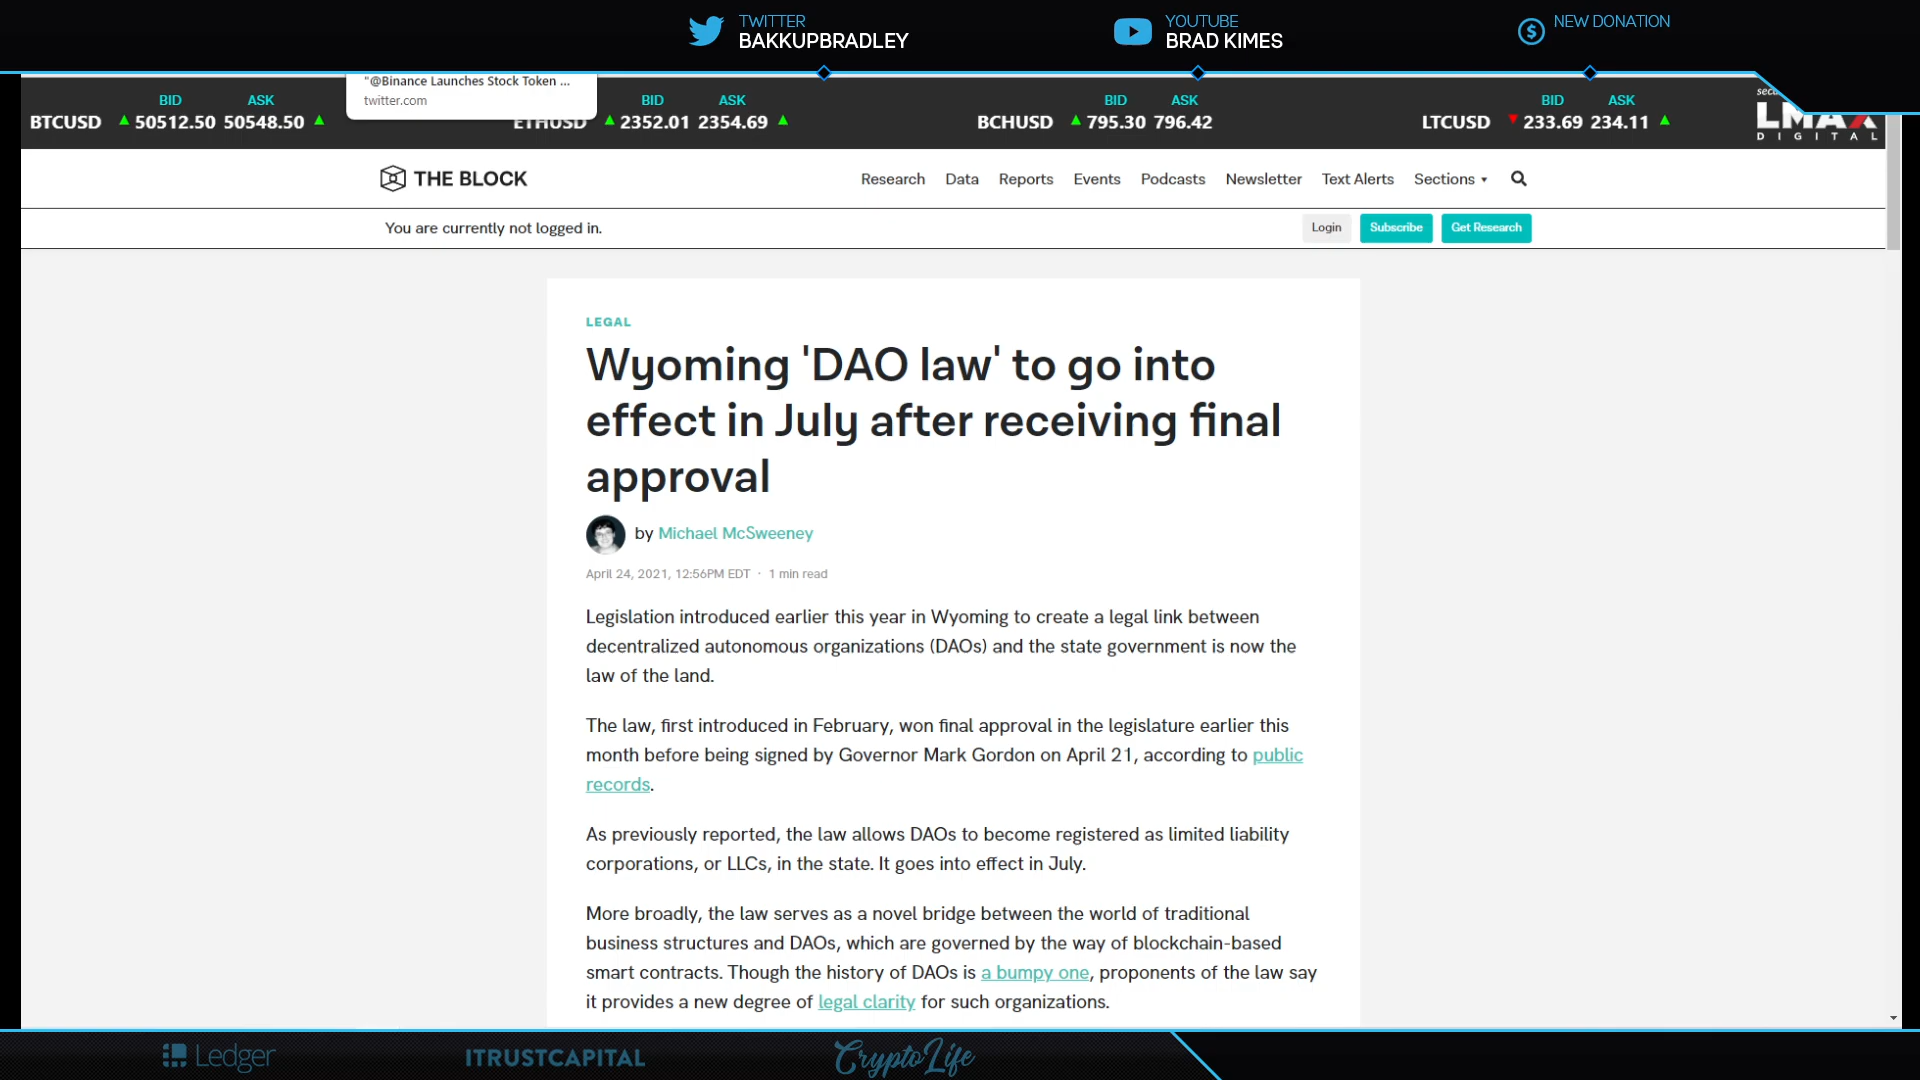 TWITTER
BAKKUPBRADLEY
YOUTUBE
BRAD KIMES
NEW DONATION
"@Binance Launches Stock Token ...
twitter.com
BID ASK
BTCUSD 50512.50 50548.50
BID ASK
ETHUSD 2352.01 2354.69
BID ASK
BCHUSD 795.30 796.42
BID ASK
LTCUSD 233.69 234.11
LMAX
DIGITAL
THE BLOCK
Research Data Reports Events Podcasts Newsletter Text Alerts Sections
You are currently not logged in.
Login Subscribe Get Research
LEGAL
Wyoming 'DAO law' to go into
effect in July after receiving final
approval
by Michael McSweeney
April 24, 2021, 12:56PM EDT · 1 min read
Legislation introduced earlier this year in Wyoming to create a legal link between
decentralized autonomous organizations (DAOs) and the state government is now the
law of the land.
The law, first introduced in February, won final approval in the legislature earlier this
month before being signed by Governor Mark Gordon on April 21, according to public
records.
As previously reported, the law allows DAOs to become registered as limited liability
corporations, or LLCs, in the state. It goes into effect in July.
More broadly, the law serves as a novel bridge between the world of traditional
business structures and DAOs, which are governed by the way of blockchain-based
smart contracts. Though the history of DAOs is a bumpy one, proponents of the law say
it provides a new degree of legal clarity for such organizations.
Ledger
ITRUSTCAPITAL
CryptoLife